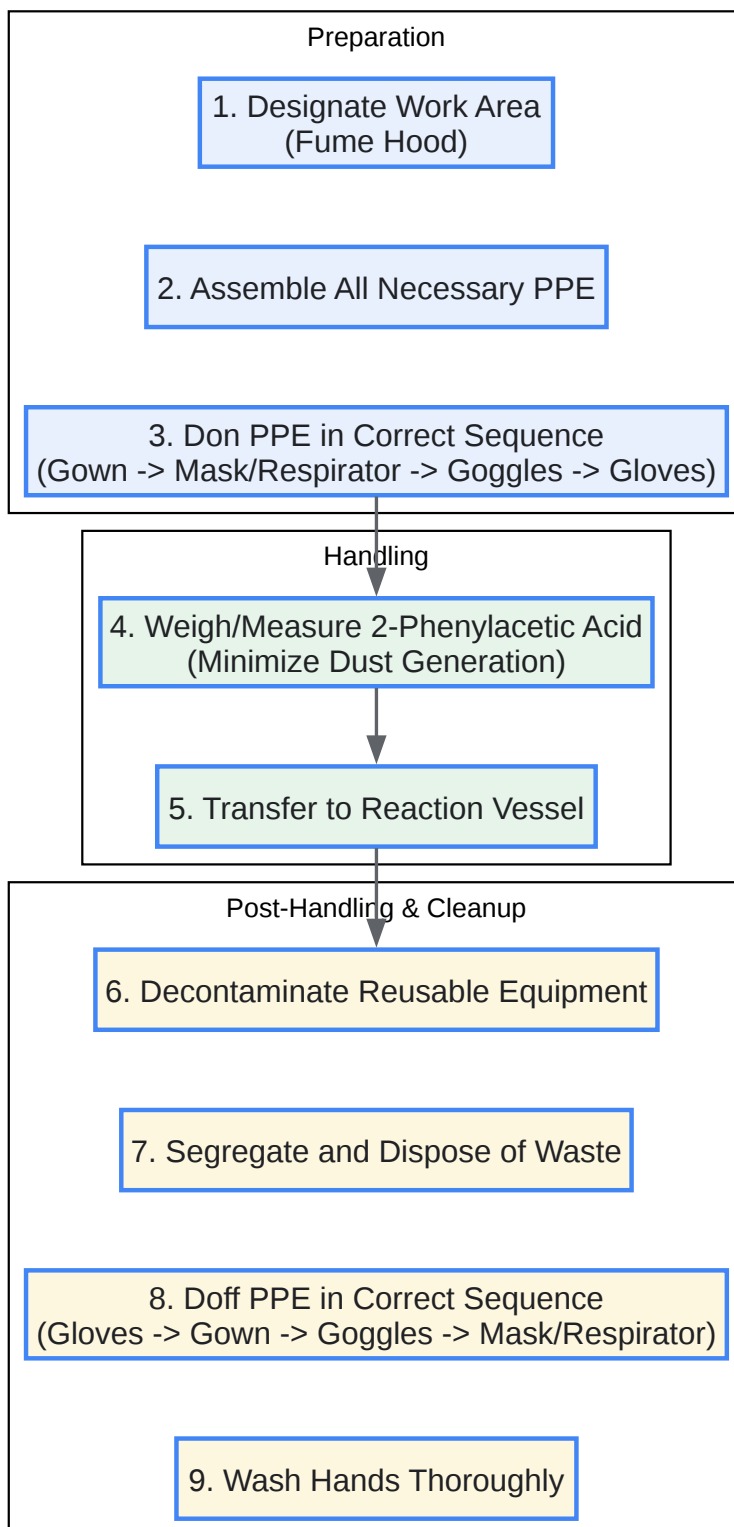 Preparation
1. Designate Work Area
(Fume Hood)
2. Assemble All Necessary PPE
3. Don PPE in Correct Sequence
(Gown -> Mask/Respirator -> Goggles -> Gloves)
Handling
4. Weigh/Measure 2-Phenylacetic Acid
(Minimize Dust Generation)
5. Transfer to Reaction Vessel
Post-Handling & Cleanup
6. Decontaminate Reusable Equipment
7. Segregate and Dispose of Waste
8. Doff PPE in Correct Sequence
(Gloves -> Gown -> Goggles -> Mask/Respirator)
9. Wash Hands Thoroughly